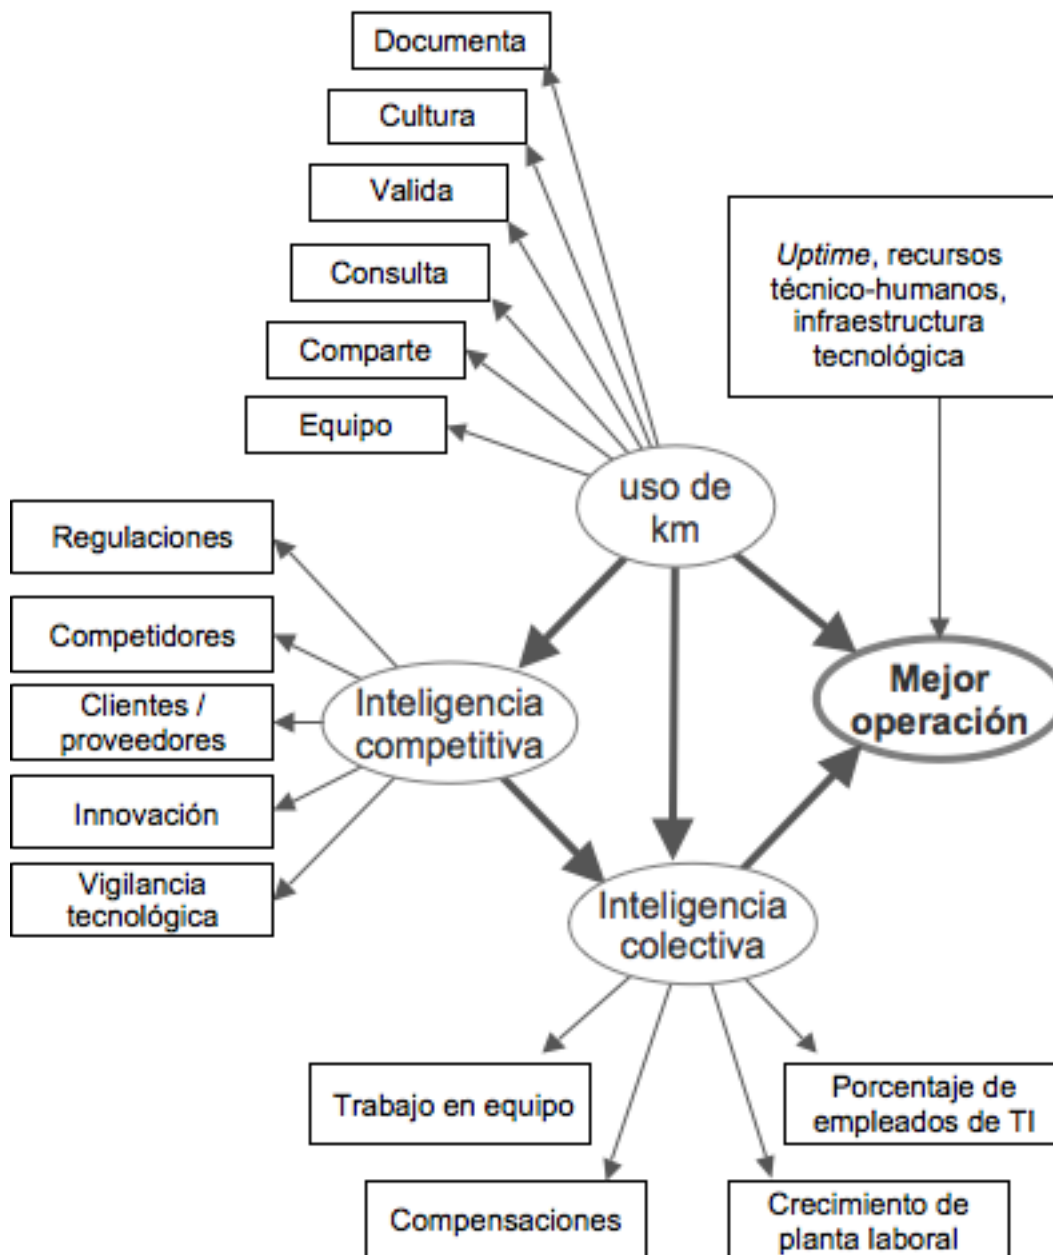 Documenta
Cultura
Valida
Consulta
Comparte
Equipo
Uptime, recursos
técnico-humanos,
infraestructura
tecnológica
uso de
km
Regulaciones
Competidores
Clientes /
proveedores
Innovación
Vigilancia
tecnológica
Inteligencia
competitiva
Mejor
operación
Inteligencia
colectiva
Trabajo en equipo
Porcentaje de
empleados de TI
Compensaciones
Crecimiento de
planta laboral